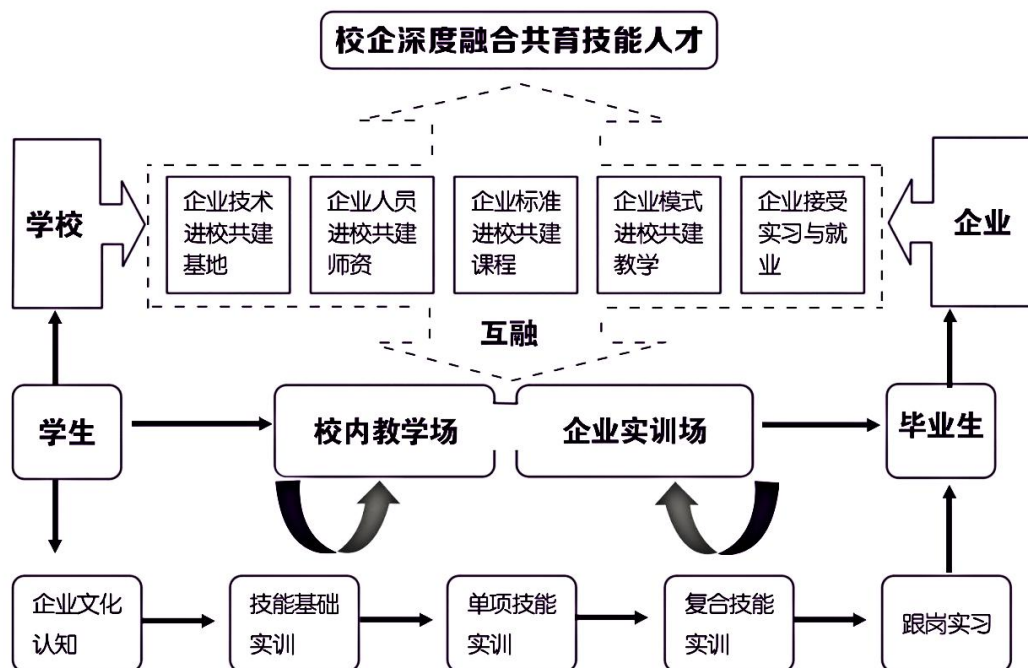 校企深度融合共育技能人才
学校
企业技术
进校共建
基地
企业人员
进校共建
师资
企业标准
进校共建
课程
企业模式
进校共建
教学
企业接受
实习与就
业
企业
互融
学生
校内教学场
企业实训场
毕业生
企业文化
认知
技能基础
实训
单项技能
实训
复合技能
实训
跟岗实习